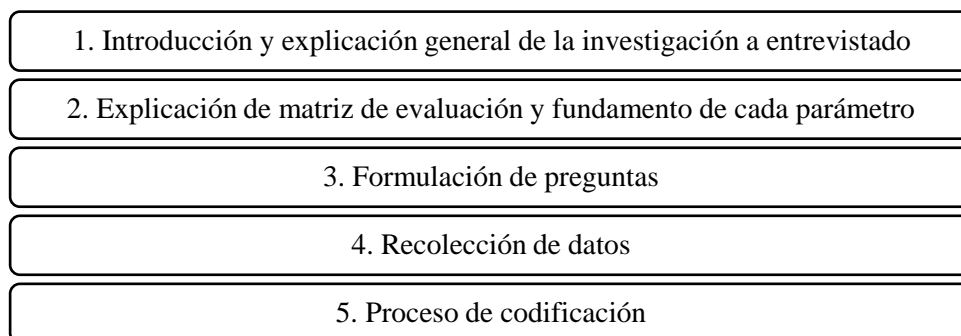 1. Introducción y explicación general de la investigación a entrevistado
2. Explicación de matriz de evaluación y fundamento de cada parámetro
3. Formulación de preguntas
4. Recolección de datos
5. Proceso de codificación